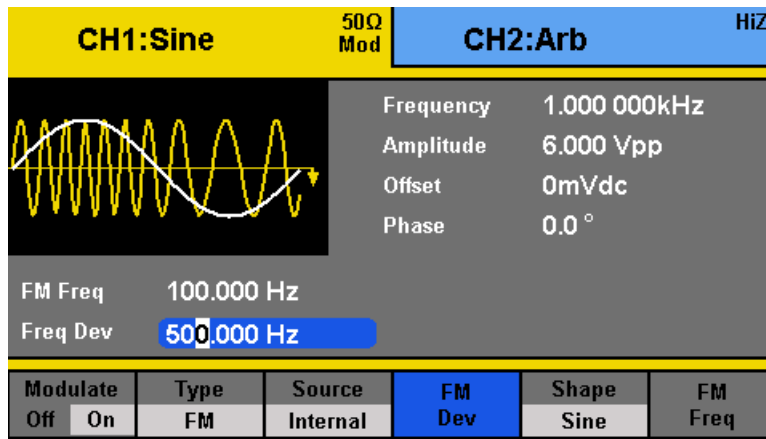 CH1:Sine 50Ω Mod CH2:Arb HiZ
Frequency 1.000 000kHz
Amplitude 6.000 Vpp
Offset 0mVdc
Phase 0.0 °
FM Freq 100.000 Hz
Freq Dev 500.000 Hz
Modulate Type Source FM Shape FM
Off On FM Internal Dev Sine Freq